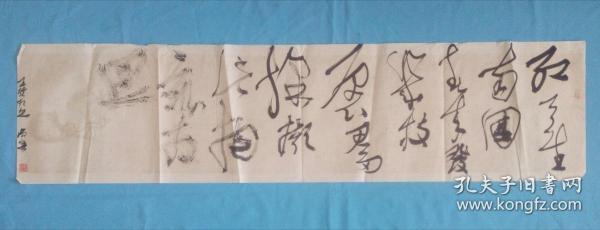 红豆生
南国
春来发
几枝
愿君多
采撷
此物
最相
思
孔夫子旧书网
www.kongfz.com